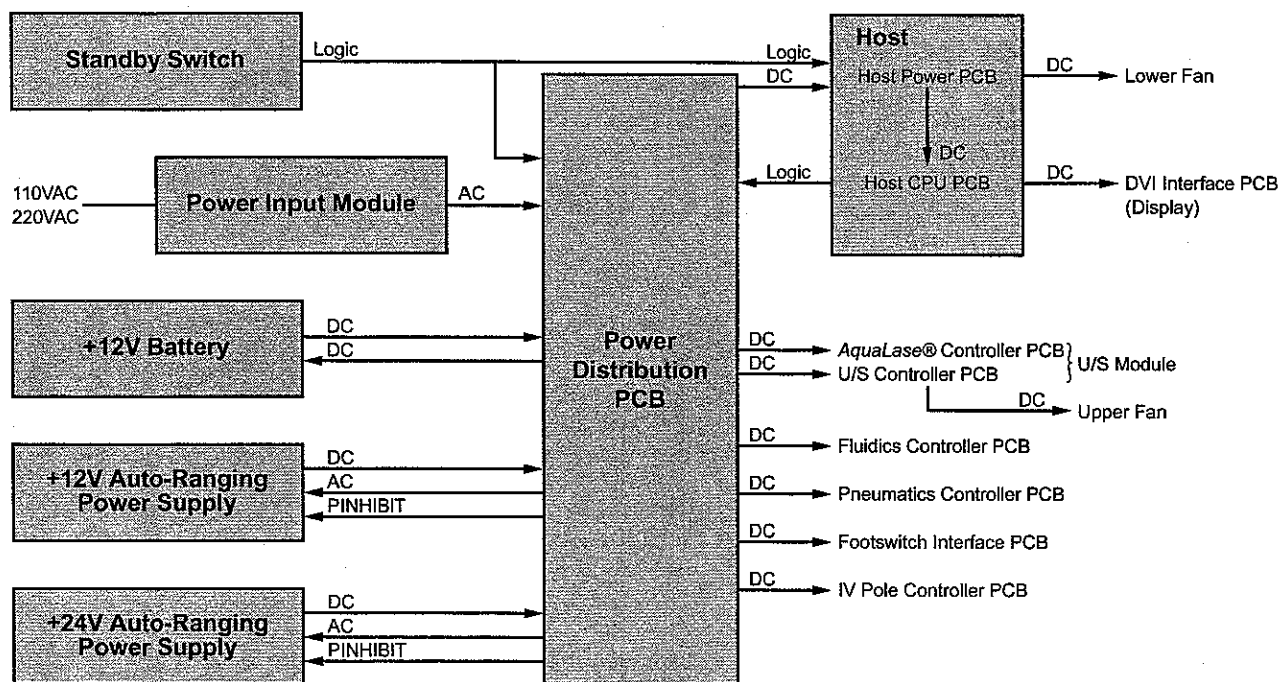 Standby Switch
Logic
Logic
DC
Host
Host Power PCB
DC
Host CPU PCB
DC
Lower Fan
DC
DVI Interface PCB
(Display)
Logic
110VAC
220VAC
Power Input Module
AC
+12V Battery
DC
DC
+12V Auto-Ranging
Power Supply
DC
AC
PINHIBIT
+24V Auto-Ranging
Power Supply
DC
AC
PINHIBIT
Power
Distribution
PCB
DC
AquaLase® Controller PCB
DC
U/S Controller PCB
U/S Module
DC
Upper Fan
DC
Fluidics Controller PCB
DC
Pneumatics Controller PCB
DC
Footswitch Interface PCB
DC
IV Pole Controller PCB